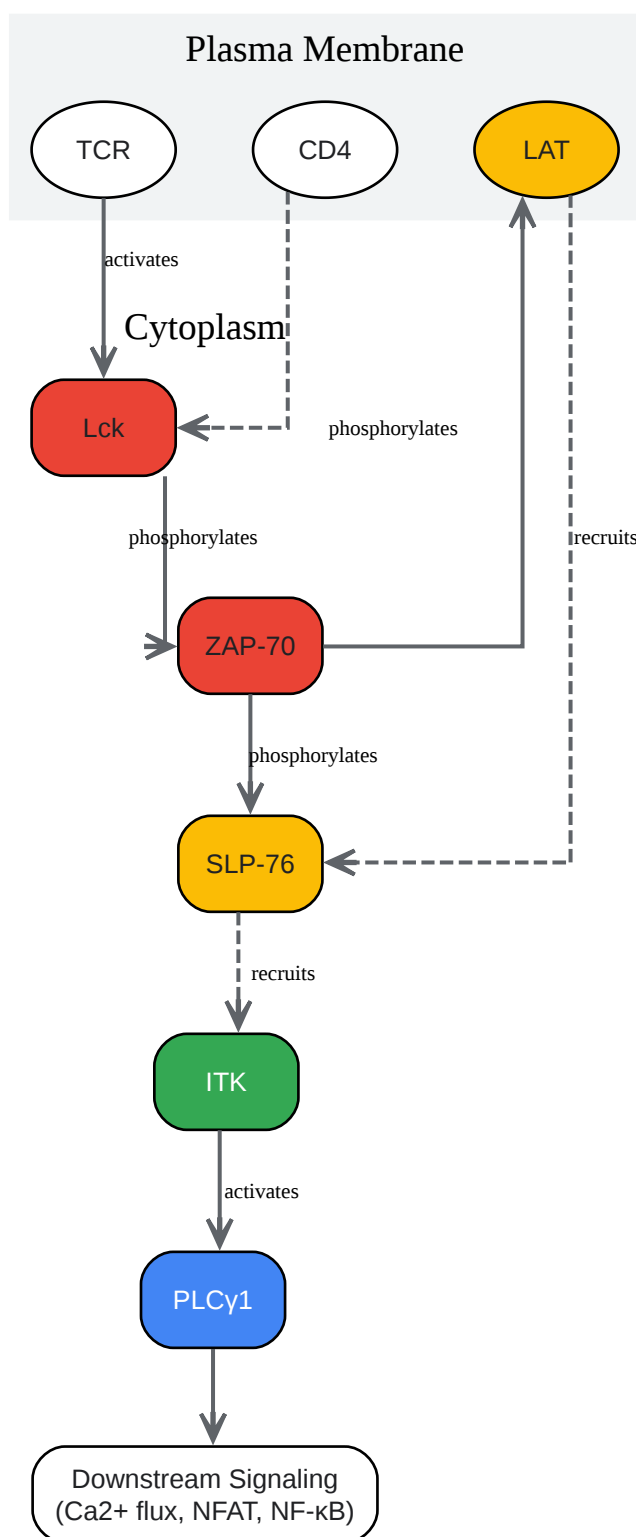 Plasma Membrane
TCR
CD4
LAT
activates
Cytoplasm
Lck
phosphorylates
phosphorylates
recruits
ZAP-70
phosphorylates
SLP-76
recruits
ITK
activates
PLCγ1
Downstream Signaling
(Ca2+ flux, NFAT, NF-κB)